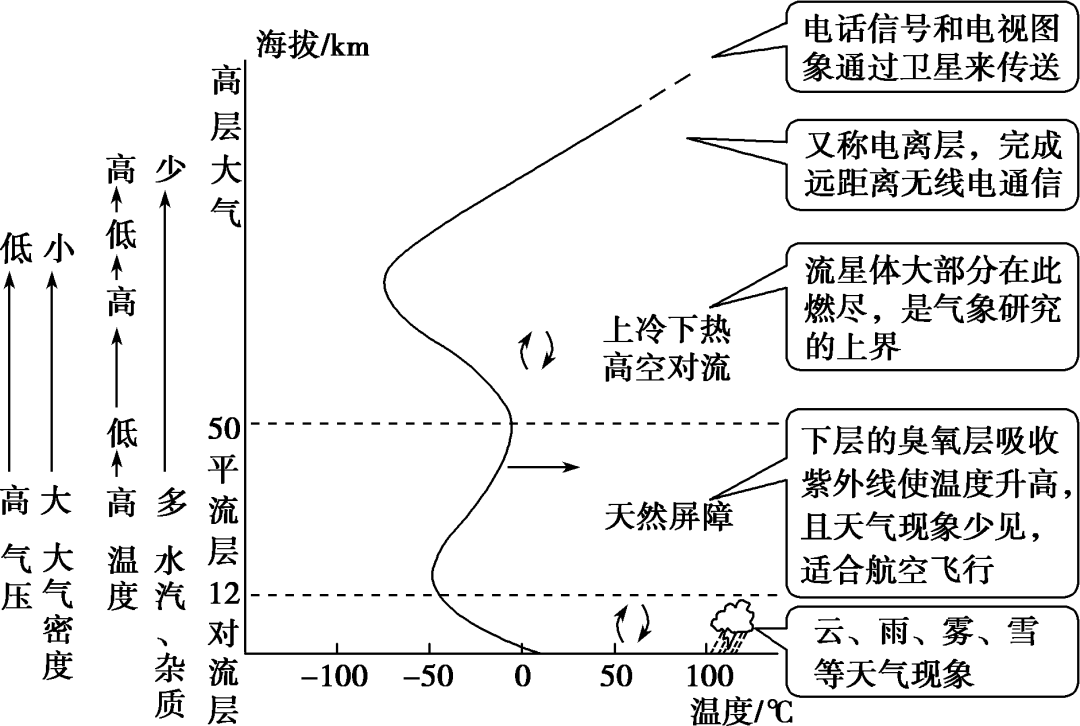 海拔/km
高层大气
50
平流层
12
对流层
低
高
气压
小
大
大气密度
高
低
高
低
高
温度
少
多
水汽、杂质
-100
-50
0
50
100
温度/℃
上冷下热
高空对流
天然屏障
电话信号和电视图
象通过卫星来传送
又称电离层，完成
远距离无线电通信
流星体大部分在此
燃尽，是气象研究
的上界
下层的臭氧层吸收
紫外线使温度升高，
且天气现象少见，
适合航空飞行
云、雨、雾、雪
等天气现象